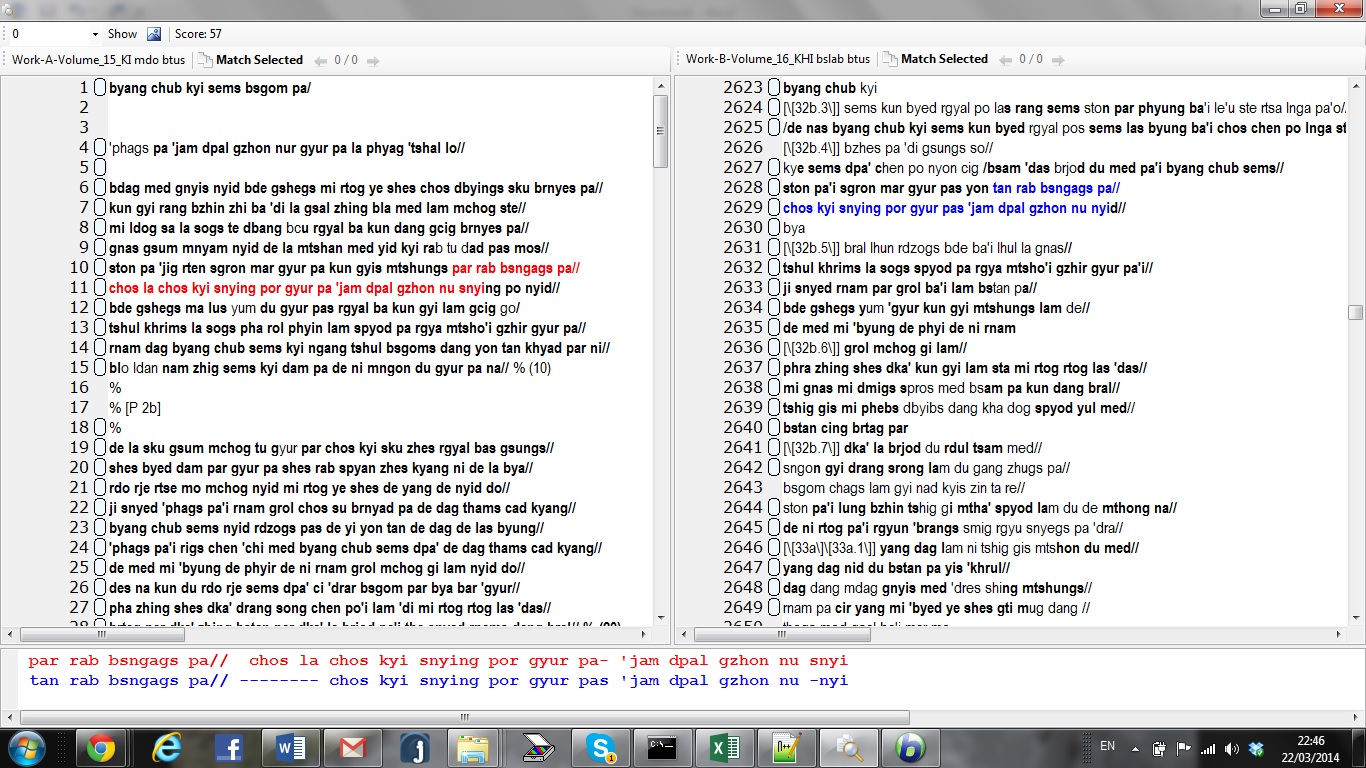 0 Show Score: 57
Work-A-Volume_15_KI mdo btus Match Selected 0 / 0
1 byang chub kyi sems bsgom pa/
2
3
4 'phags pa 'jam dpal gzhon nur gyur pa la phyag 'tshal lo//
5
6 bdag med gnyis nyid bde gshegs mi rtog ye shes chos dbyings sku brnyes pa//
7 kun gyi rang bzhin zhi ba 'di la gsal zhing bla med lam mchog ste//
8 mi ldog sa la sogs te dbang bcu rgyal ba kun dang gcig brnyes pa//
9 gnas gsum mnyam nyid de la mtshan med yid kyi rab tu dad pas mos//
10 ston pa 'jig rten sgron mar gyur pa kun gyis mtshungs par rab bsngags pa//
11 chos la chos kyi snying por gyur pa 'jam dpal gzhon nu snying po nyid//
12 bde gshegs ma lus yum du gyur pas rgyal ba kun gyi lam gcig go/
13 tshul khrims la sogs pha rol phyin lam spyod pa rgya mtsho'i gzhir gyur pa//
14 rnam dag byang chub sems kyi ngang tshul bsgoms dang yon tan khyad par ni//
15 blo ldan nam zhig sems kyi dam pa de ni mngon du gyur pa na// % (10)
16 %
17 % [P 2b]
18 %
19 de la sku gsum mchog tu gyur par chos kyi sku zhes rgyal bas gsungs//
20 shes byed dam par gyur pa shes rab spyan zhes kyang ni de la bya//
21 rdo rje rtse mo mchog nyid mi rtog ye shes de yang de nyid do//
22 ji snyed 'phags pa'i rnam grol chos su brnyad pa de dag thams cad kyang//
23 byang chub sems nyid rdzogs pas de yi yon tan de dag de las byung//
24 'phags pa'i rigs chen 'chi med byang chub sems dpa' de dag thams cad kyang//
25 de med mi 'byung de phyir de ni rnam grol mchog gi lam nyid do//
26 des na kun du rdo rje sems dpa' ci 'drar bsgom par bya bar 'gyur//
27 pha zhing shes dka' drang song chen po'i lam 'di mi rtog rtog las 'das//
Work-B-Volume_16_KHI bslab btus Match Selected 0 / 0
2623 byang chub kyi
2624 [\[32b.3\]] sems kun byed rgyal po las rang sems ston par phyung ba'i le'u ste rtsa lnga pa'o/
2625 /de nas byang chub kyi sems kun byed rgyal pos sems las byung ba'i chos chen po lnga st
2626 [\[32b.4\]] bzhes pa 'di gsungs so//
2627 kye sems dpa' chen po nyon cig /bsam 'das brjod du med pa'i byang chub sems//
2628 ston pa'i sgron mar gyur pas yon tan rab bsngags pa//
2629 chos kyi snying por gyur pas 'jam dpal gzhon nu nyid//
2630 bya
2631 [\[32b.5\]] bral lhun rdzogs bde ba'i lhul la gnas//
2632 tshul khrims la sogs spyod pa rgya mtsho'i gzhir gyur pa'i//
2633 ji snyed rnam par grol ba'i lam bstan pa//
2634 bde gshegs yum 'gyur kun gyi mtshungs lam de//
2635 de med mi 'byung de phyi de ni rnam
2636 [\[32b.6\]] grol mchog gi lam//
2637 phra zhing shes dka' kun gyi lam sta mi rtog rtog las 'das//
2638 mi gnas mi dmigs spros med bsam pa kun dang bral//
2639 tshig gis mi phebs dbyibs dang kha dog spyod yul med//
2640 bstan cing brtag par
2641 [\[32b.7\]] dka' la brjod du rdul tsam med//
2642 sngon gyi drang srong lam du gang zhugs pa//
2643 bsgom chags lam gyi nad kyis zin ta re//
2644 ston pa'i lung bzhin tshig gi mtha' spyod lam du de mthong na//
2645 de ni rtog pa'i rgyun 'brangs smig rgyu snyegs pa 'dra//
2646 [\[33a\]\[33a.1\]] yang dag lam ni tshig gis mtshon du med//
2647 yang dag nid du bstan pa yis 'khrul//
2648 dag dang mdag gnyis med 'dres shing mtshungs//
2649 rnam pa cir yang mi 'byed ye shes gti mug dang //
par rab bsngags pa// chos la chos kyi snying por gyur pa- 'jam dpal gzhon nu snyi
tan rab bsngags pa// -------- chos kyi snying por gyur pas 'jam dpal gzhon nu -nyi
EN 22:46
22/03/2014